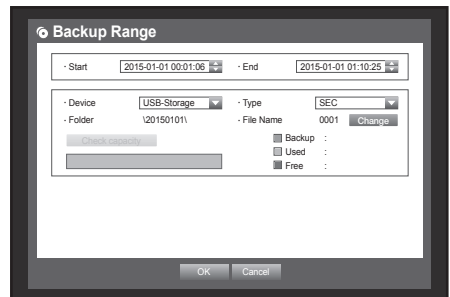 Backup Range
· Start 2015-01-01 00:01:06 · End 2015-01-01 01:10:25
· Device USB-Storage · Type SEC
· Folder \20150101\ · File Name 0001 Change
Check capacity
Backup :
Used :
Free :
OK Cancel